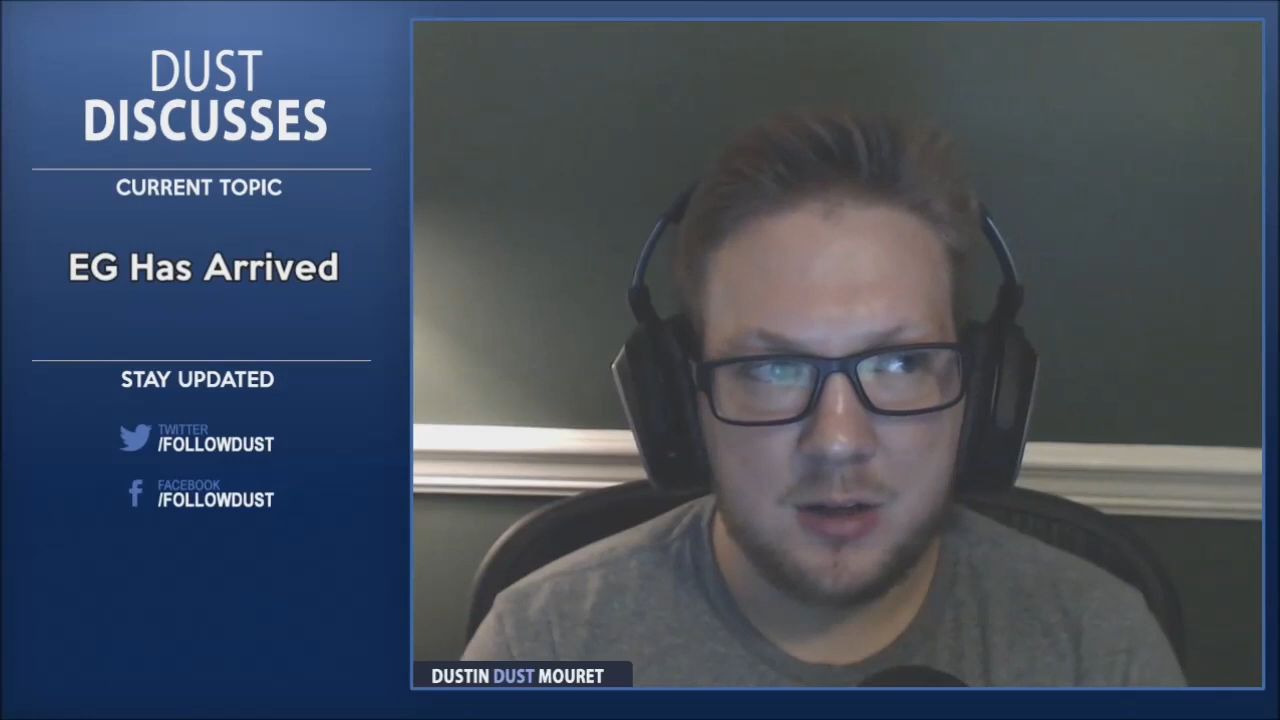 DUST
DISCUSSES
CURRENT TOPIC
EG Has Arrived
STAY UPDATED
TWITTER
/FOLLOWDUST
FACEBOOK
/FOLLOWDUST
DUSTIN DUST MOURET